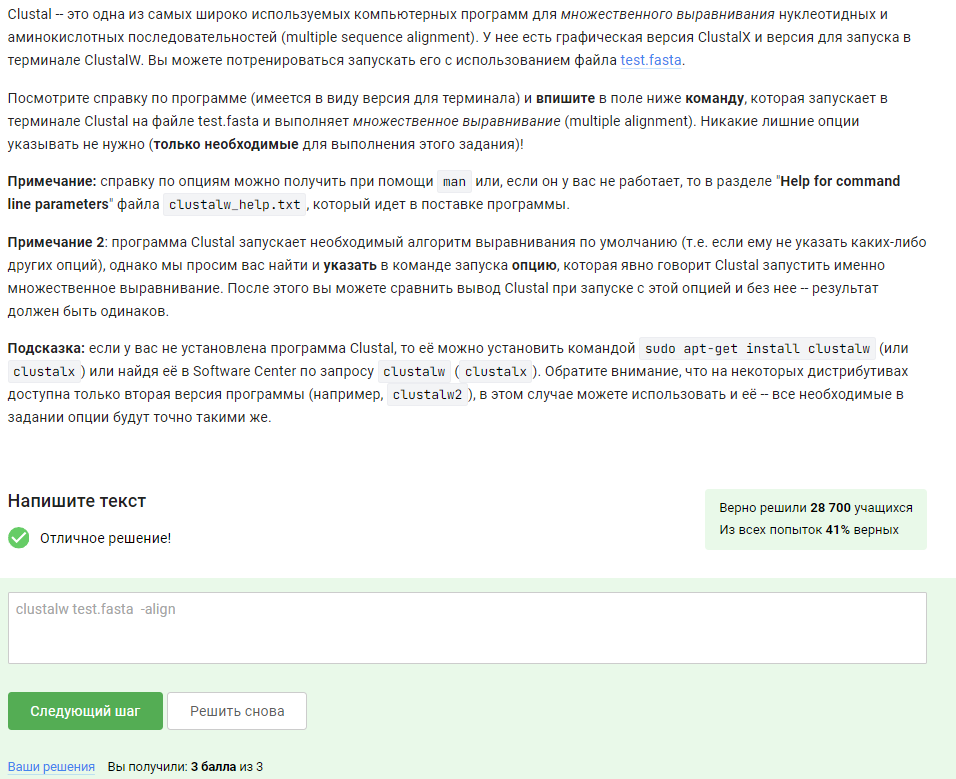 Clustal -- это одна из самых широко используемых компьютерных программ для множественного выравнивания нуклеотидных и
аминокислотных последовательностей (multiple sequence alignment). У нее есть графическая версия ClustalX и версия для запуска в
терминале ClustalW. Вы можете потренироваться запускать его с использованием файла test.fasta.
Посмотрите справку по программе (имеется в виду версия для терминала) и впишите в поле ниже команду, которая запускает в
терминале Clustal на файле test.fasta и выполняет множественное выравнивание (multiple alignment). Никакие лишние опции
указывать не нужно (только необходимые для выполнения этого задания)!
Примечание: справку по опциям можно получить при помощи man или, если он у вас не работает, то в разделе "Help for command
line parameters" файла clustalw_help.txt, который идет в поставке программы.
Примечание 2: программа Clustal запускает необходимый алгоритм выравнивания по умолчанию (т.е. если ему не указать каких-либо
других опций), однако мы просим вас найти и указать в команде запуска опцию, которая явно говорит Clustal запустить именно
множественное выравнивание. После этого вы можете сравнить вывод Clustal при запуске с этой опцией и без нее -- результат
должен быть одинаков.
Подсказка: если у вас не установлена программа Clustal, то её можно установить командой sudo apt-get install clustalw (или
clustalx) или найдя её в Software Center по запросу clustalw (clustalx). Обратите внимание, что на некоторых дистрибутивах
доступна только вторая версия программы (например, clustalw2), в этом случае можете использовать и её -- все необходимые в
задании опции будут точно такими же.
Напишите текст
Верно решили 28 700 учащихся
Из всех попыток 41% верных
Отличное решение!
clustalw test.fasta  -align
Следующий шаг
Решить снова
Ваши решения Вы получили: 3 балла из 3